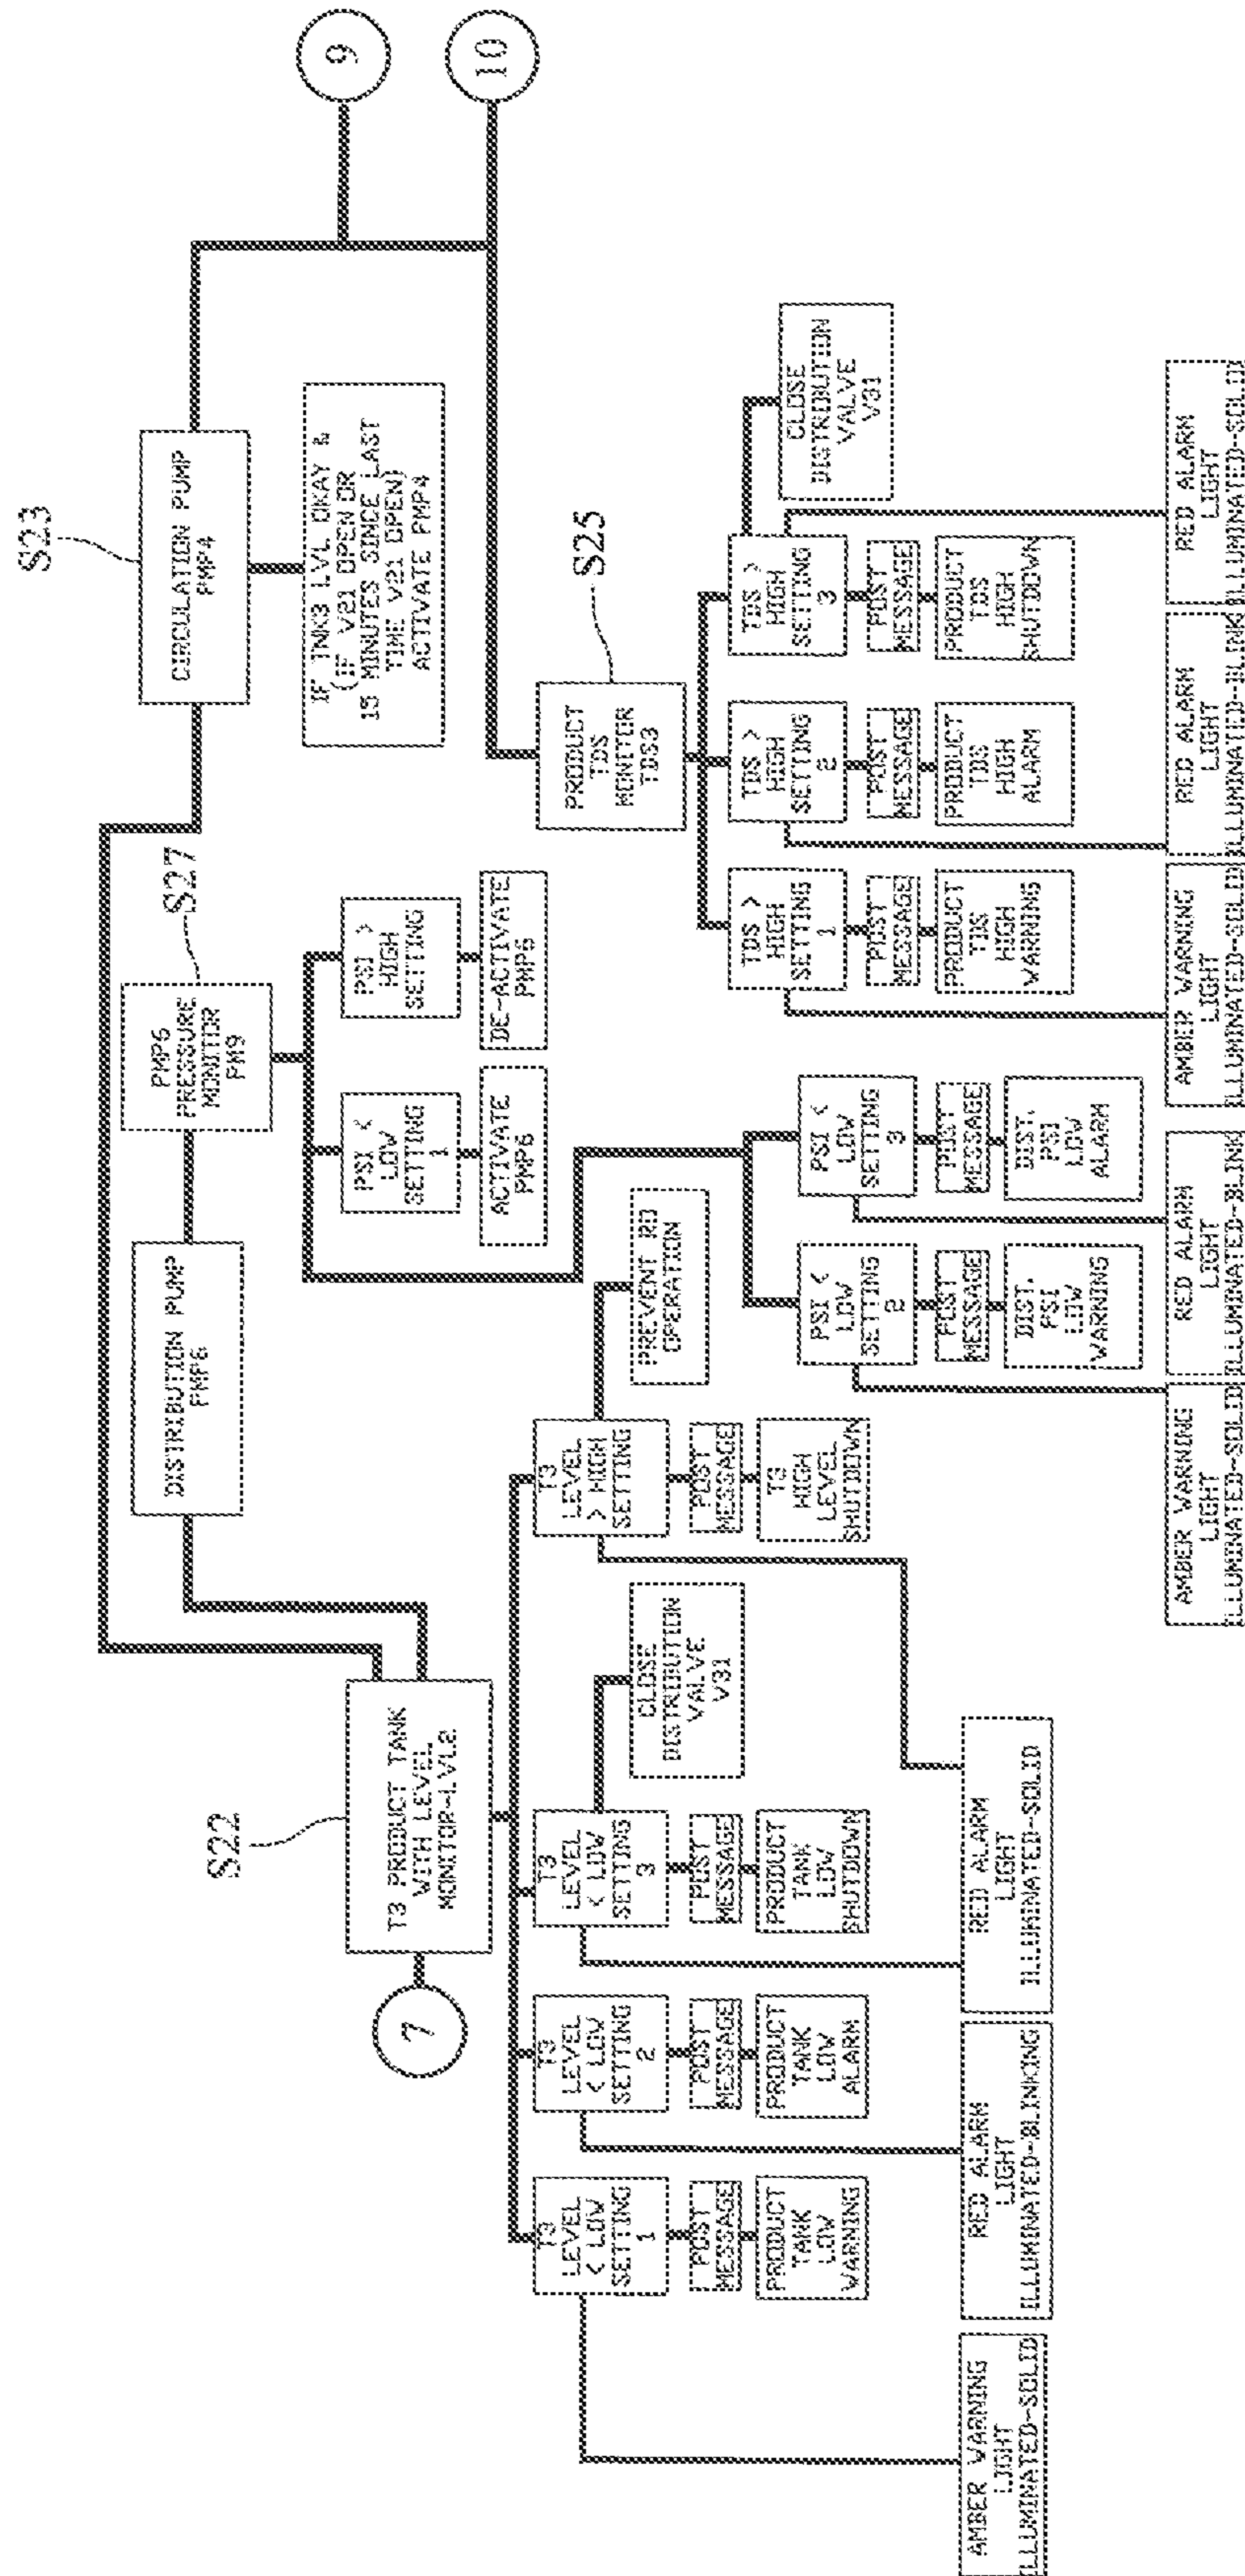 S23
CIRCULATION PUMP
PMP4
9
10
IF TNK3 LVL OKAY &
(IF V21 OPEN OR
15 MINUTES SINCE LAST
TIME V21 OPEN)
ACTIVATE PMP4
DISTRIBUTION PUMP
PMP6
PMP6
PRESSURE
MONITOR
PM9
S27
PSI <
LOW
SETTING
1
ACTIVATE
PMP6
PSI >
HIGH
SETTING
DE-ACTIVATE
PMP6
S22
T3 PRODUCT TANK
WITH LEVEL
MONITOR-LVL2
7
T3
LEVEL
< LOW
SETTING
1
POST
MESSAGE
PRODUCT
TANK
LOW
WARNING
T3
LEVEL
< LOW
SETTING
2
POST
MESSAGE
PRODUCT
TANK
LOW
ALARM
T3
LEVEL
< LOW
SETTING
3
POST
MESSAGE
PRODUCT
TANK
LOW
SHUTDOWN
CLOSE
DISTRIBUTION
VALVE
V31
T3
LEVEL
> HIGH
SETTING
POST
MESSAGE
T3
HIGH
LEVEL
SHUTDOWN
PREVENT RO
OPERATION
PSI <
LOW
SETTING
2
POST
MESSAGE
DIST.
PSI
LOW
WARNING
PSI <
LOW
SETTING
3
POST
MESSAGE
DIST.
PSI
LOW
ALARM
PRODUCT
TDS
MONITOR
TDS3
S25
TDS >
HIGH
SETTING
1
POST
MESSAGE
PRODUCT
TDS
HIGH
WARNING
TDS >
HIGH
SETTING
2
POST
MESSAGE
PRODUCT
TDS
HIGH
ALARM
TDS >
HIGH
SETTING
3
POST
MESSAGE
PRODUCT
TDS
HIGH
SHUTDOWN
CLOSE
DISTRIBUTION
VALVE
V31
AMBER WARNING
LIGHT
ILLUMINATED-SOLID
RED ALARM
LIGHT
ILLUMINATED-BLINKING
RED ALARM
LIGHT
ILLUMINATED-SOLID
AMBER WARNING
LIGHT
ILLUMINATED-SOLID
RED ALARM
LIGHT
ILLUMINATED-BLINK
AMBER WARNING
LIGHT
ILLUMINATED-SOLID
RED ALARM
LIGHT
ILLUMINATED-BLINK
RED ALARM
LIGHT
ILLUMINATED-SOLID